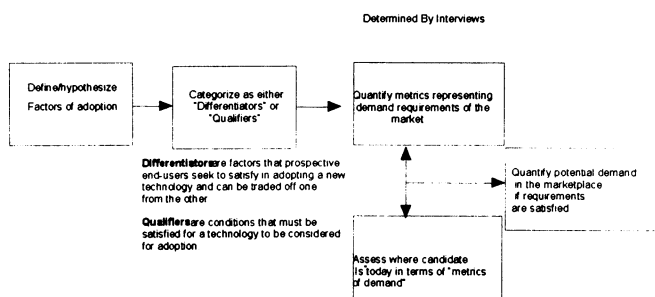 Determined By Interviews
Define/hypothesize
Factors of adoption
Categorize as either
"Differentiators" or
"Qualifiers"
Quantify metrics representing
demand requirements of the
market
Differentiatorsare factors that prospective
end-users seek to satisfy in adopting a new
technology and can be traded off one
from the other
Qualifiersare conditions that must be
satisfied for a technology to be considered
for adoption
Quantify potential demand
in the marketplace
if requirements
are satisfied
Assess where candidate
Is"today in terms of "metrics
of demand"